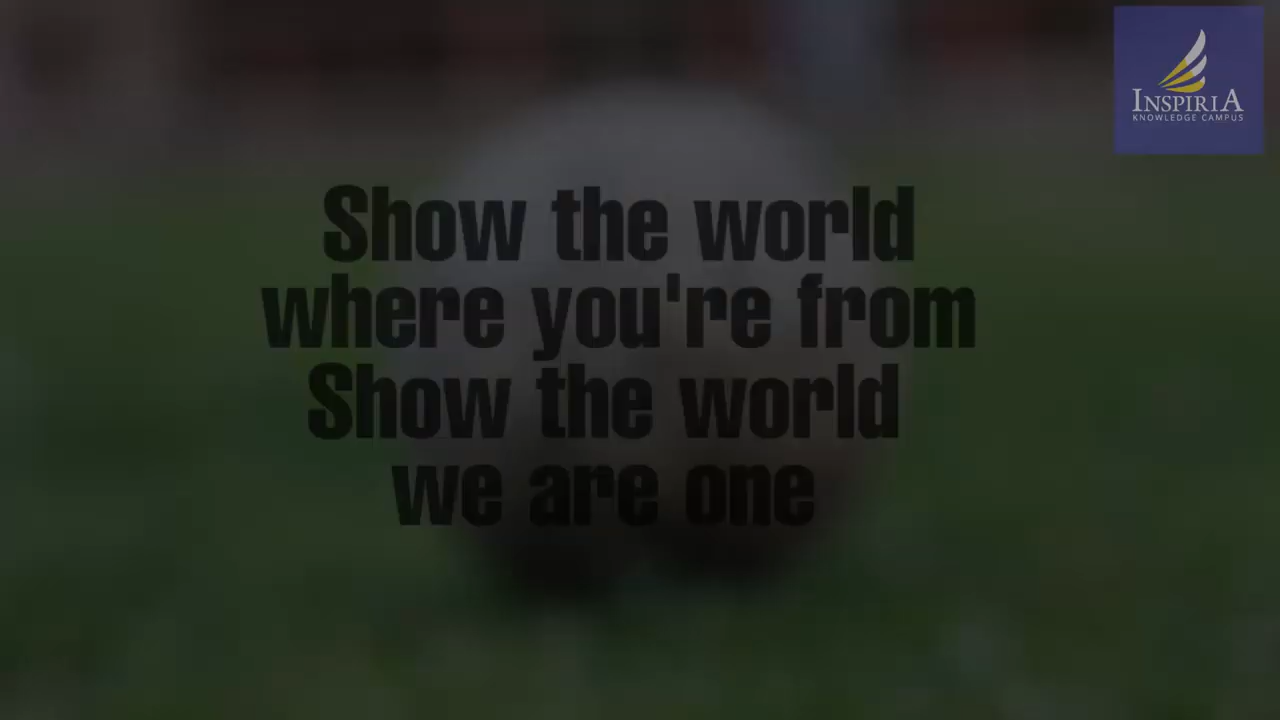 INSPIRIA
KNOWLEDGE CAMPUS
Show the world
where you're from
Show the world
we are one